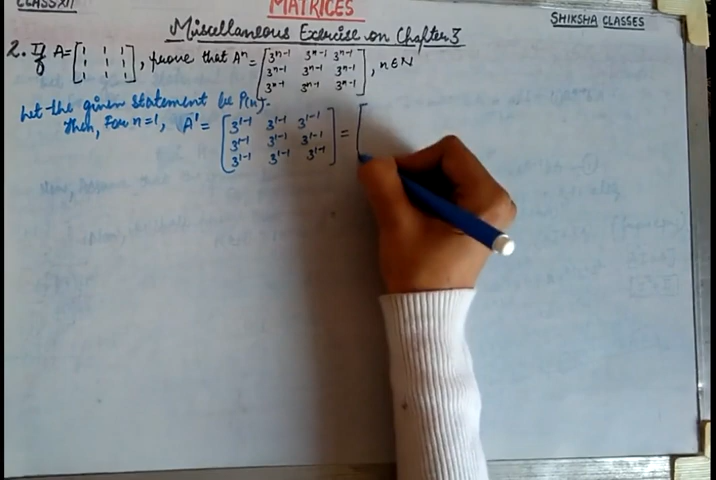 CLASS XII
MATRICES
SHIKSHA CLASSES
Miscellaneous Exercise on Chapter 3
2. If A = [1 1 1; 1 1 1; 1 1 1], prove that Aⁿ = [3ⁿ⁻¹ 3ⁿ⁻¹ 3ⁿ⁻¹; 3ⁿ⁻¹ 3ⁿ⁻¹ 3ⁿ⁻¹; 3ⁿ⁻¹ 3ⁿ⁻¹ 3ⁿ⁻¹], n ∈ N
Let the given statement be P(n).
Then, For n=1, A¹ = [3¹⁻¹ 3¹⁻¹ 3¹⁻¹; 3¹⁻¹ 3¹⁻¹ 3¹⁻¹; 3¹⁻¹ 3¹⁻¹ 3¹⁻¹] = [